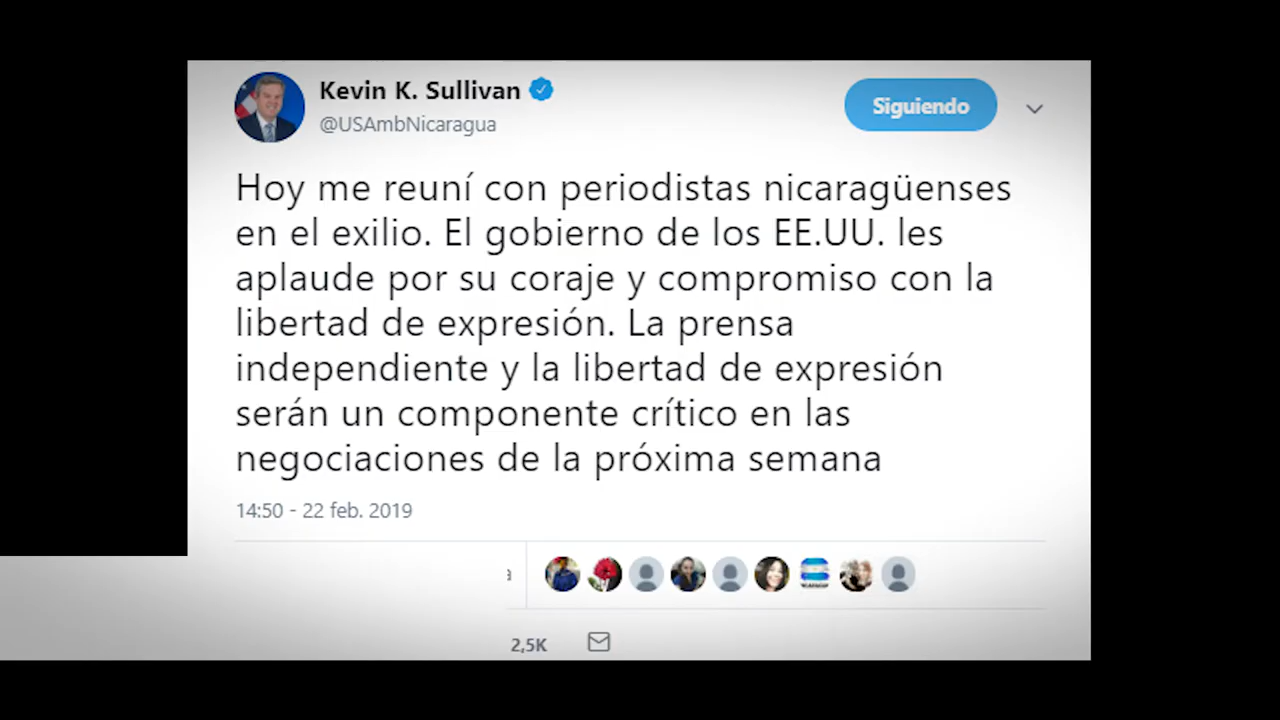 Kevin K. Sullivan
@USAmbNicaragua
Siguiendo
Hoy me reuní con periodistas nicaragüenses
en el exilio. El gobierno de los EE.UU. les
aplaude por su coraje y compromiso con la
libertad de expresión. La prensa
independiente y la libertad de expresión
serán un componente crítico en las
negociaciones de la próxima semana
14:50 - 22 feb. 2019
2,5K